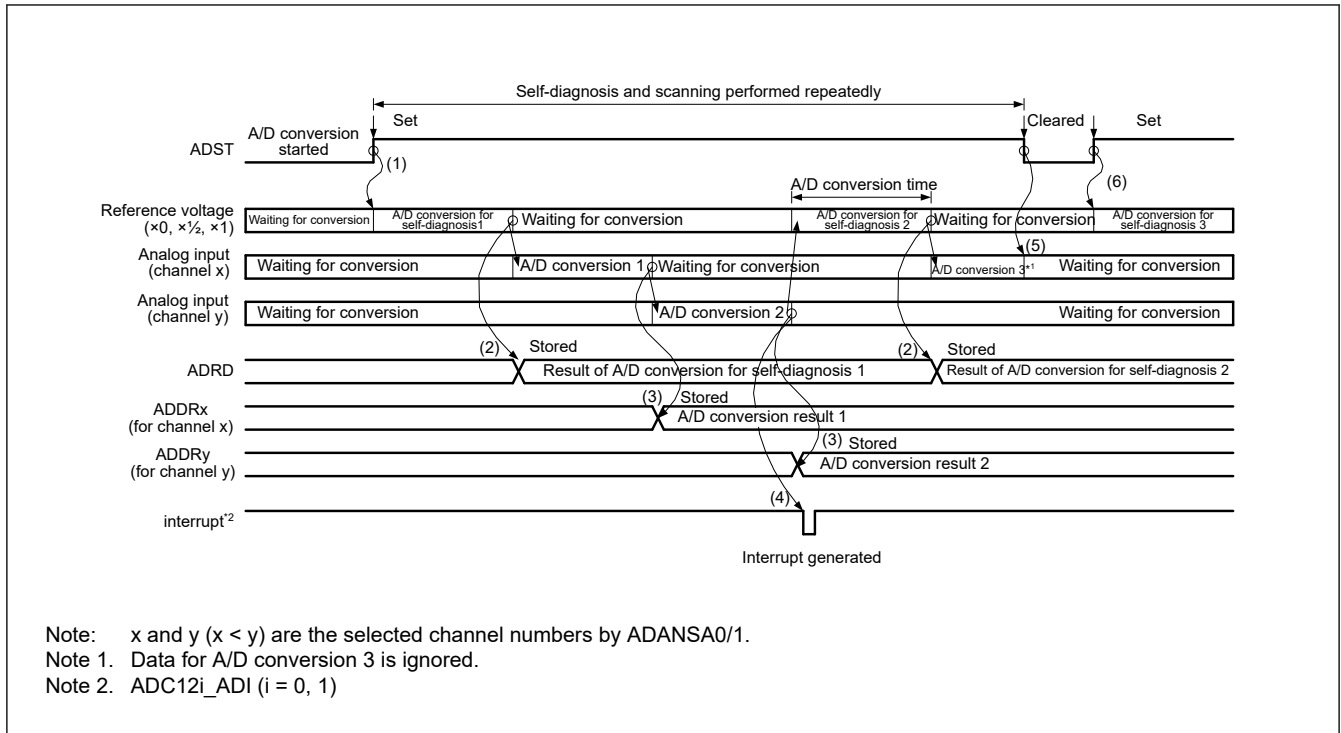 Self-diagnosis and scanning performed repeatedly
A/D conversion
started
Set
Cleared
Set
ADST
(1)
(6)
A/D conversion time
Reference voltage
(×0, ×½, ×1)
Waiting for conversion
A/D conversion for
self-diagnosis1
Waiting for conversion
A/D conversion for
self-diagnosis 2
Waiting for conversion
A/D conversion for
self-diagnosis 3
(5)
Analog input
(channel x)
Waiting for conversion
A/D conversion 1
Waiting for conversion
A/D conversion 3*1
Waiting for conversion
Analog input
(channel y)
Waiting for conversion
A/D conversion 2
Waiting for conversion
(2)
Stored
(2)
Stored
ADRD
Result of A/D conversion for self-diagnosis 1
Result of A/D conversion for self-diagnosis 2
(3)
Stored
ADDRx
(for channel x)
A/D conversion result 1
(3)
Stored
ADDRy
(for channel y)
A/D conversion result 2
(4)
interrupt*2
Interrupt generated
Note: x and y (x < y) are the selected channel numbers by ADANSA0/1.
Note 1. Data for A/D conversion 3 is ignored.
Note 2. ADC12i_ADI (i = 0, 1)